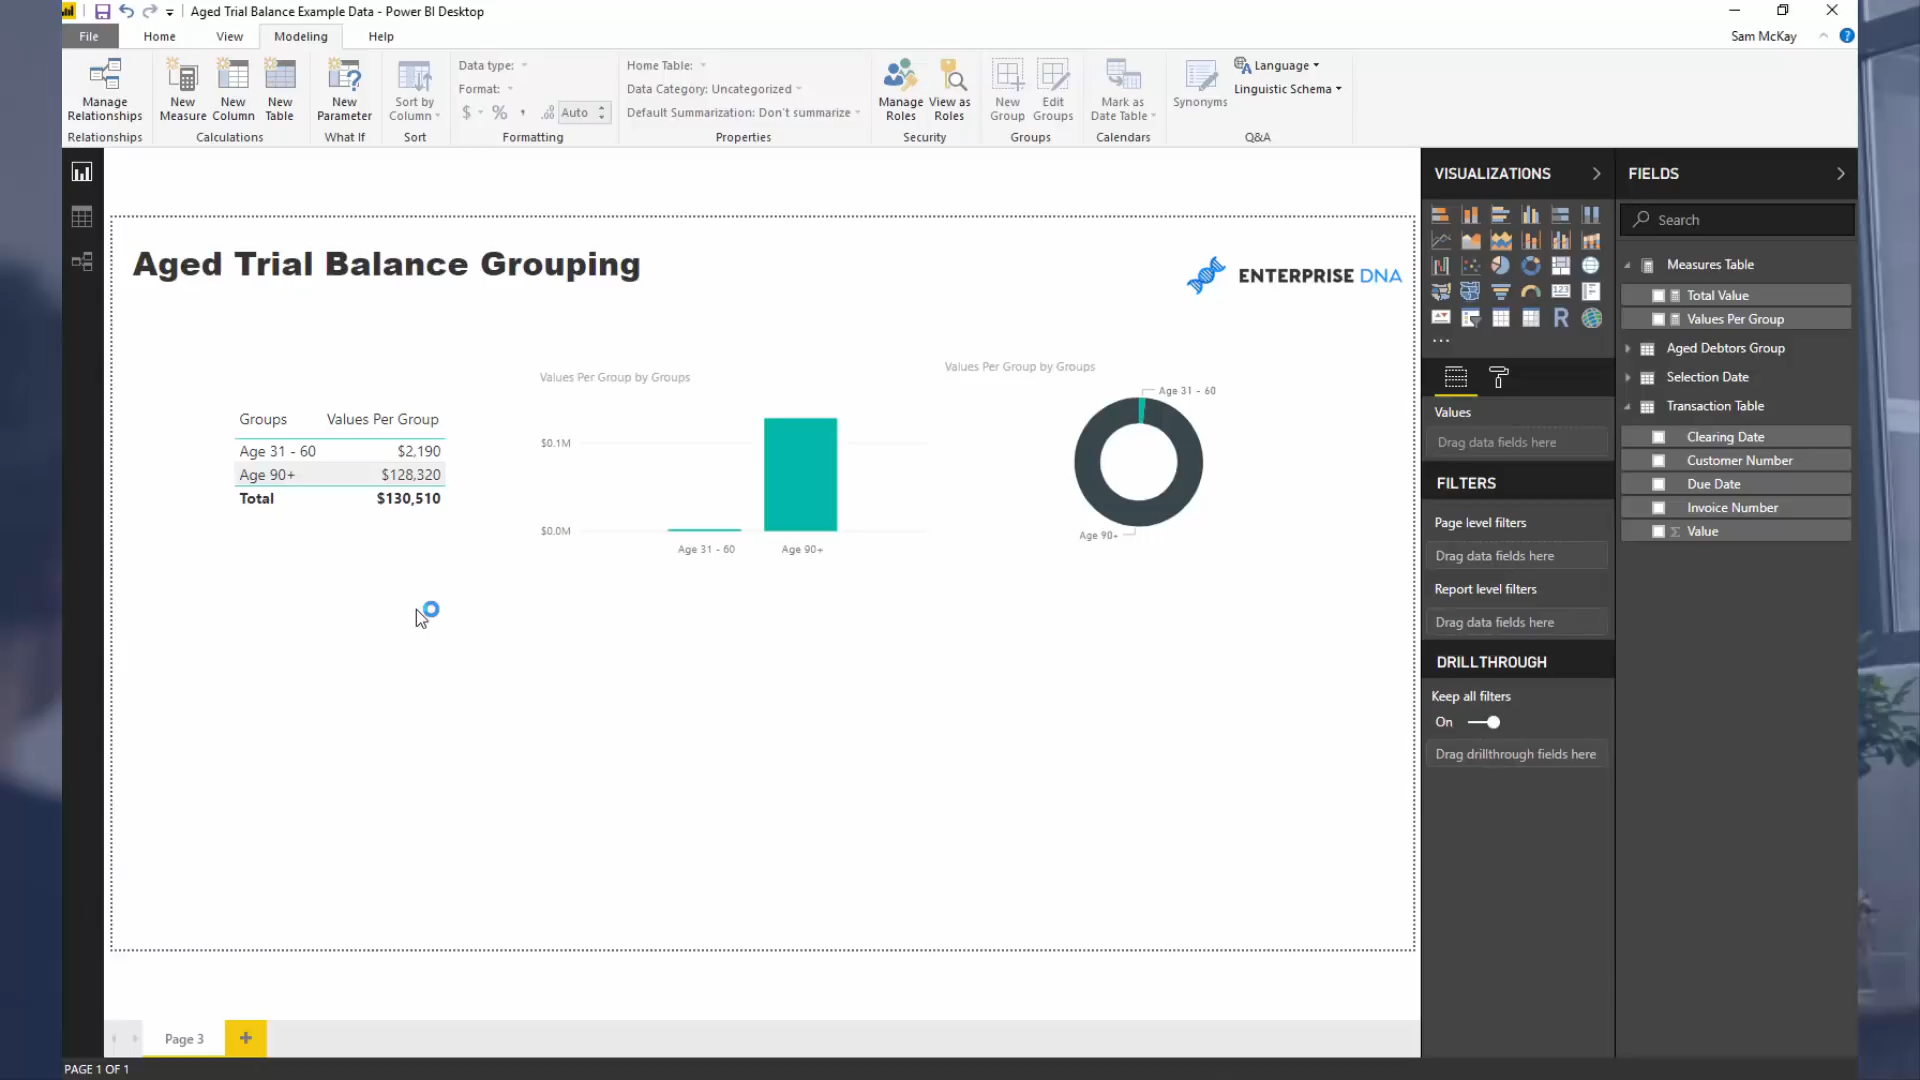 Aged Trial Balance Example Data - Power BI Desktop
File Home View Modeling Help Sam McKay ?
Manage Relationships
New Measure
New Column
New Table
New Parameter
Sort by Column
Data type:
Format:
$ % , .00 Auto
Home Table:
Data Category: Uncategorized
Default Summarization: Don't summarize
Manage Roles
View as Roles
New Group
Edit Groups
Mark as Date Table
Synonyms
Language
Linguistic Schema
Relationships Calculations What If Sort Formatting Properties Security Groups Calendars Q&A
Aged Trial Balance Grouping
ENTERPRISE DNA
Groups Values Per Group
Age 31 - 60 $2,190
Age 90+ $128,320
Total $130,510
Values Per Group by Groups
$0.1M
$0.0M
Age 31 - 60 Age 90+
Values Per Group by Groups
Age 31 - 60
Age 90+
VISUALIZATIONS
123
R
...
Values
Drag data fields here
FILTERS
Page level filters
Drag data fields here
Report level filters
Drag data fields here
DRILLTHROUGH
Keep all filters
On
Drag drillthrough fields here
FIELDS
Search
Measures Table
Total Value
Values Per Group
Aged Debtors Group
Selection Date
Transaction Table
Clearing Date
Customer Number
Due Date
Invoice Number
Σ Value
Page 3 +
PAGE 1 OF 1